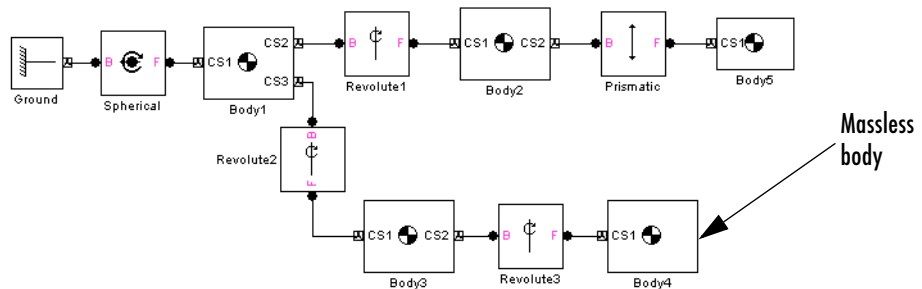 CS2
CS3
CS1
B
F
B
F
CS1
CS2
B
F
CS1
Ground
Spherical
Body1
Revolute1
Body2
Prismatic
Body5
Revolute2
B
F
Massless
body
CS1
CS2
B
F
CS1
Body3
Revolute3
Body4